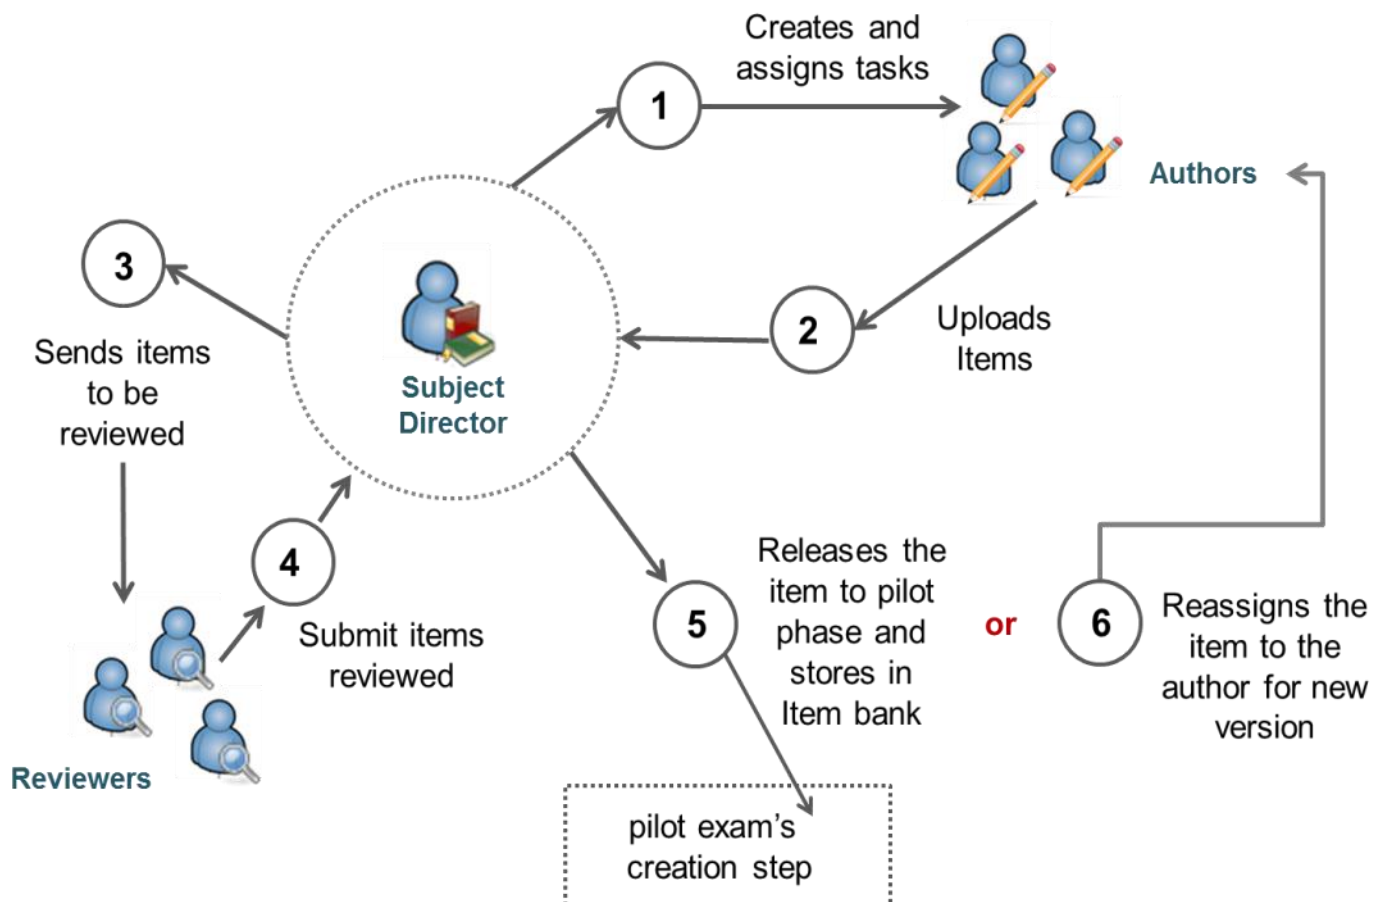 1
Creates and
assigns tasks
Authors
2
Uploads
Items
Subject
Director
3
Sends items
to be
reviewed
Reviewers
4
Submit items
reviewed
5
Releases the
item to pilot
phase and
stores in
Item bank
or
6
Reassigns the
item to the
author for new
version
pilot exam's
creation step